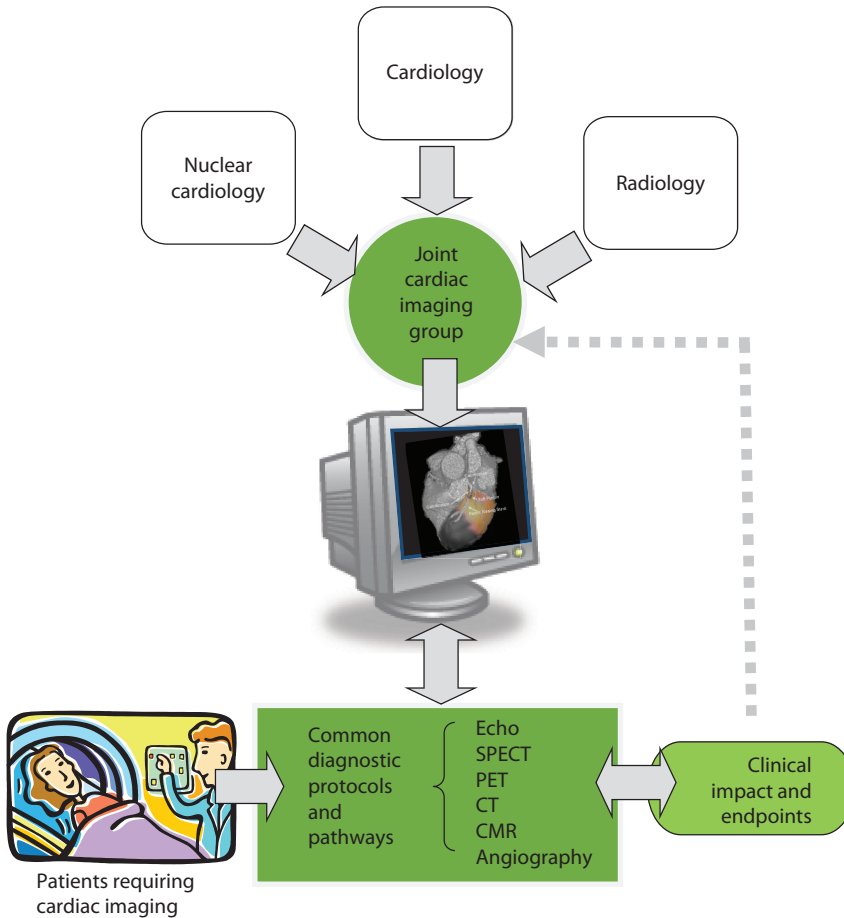 Cardiology
Nuclear
cardiology
Radiology
Joint
cardiac
imaging
group
Common
diagnostic
protocols
and
pathways
Echo
SPECT
PET
CT
CMR
Angiography
Clinical
impact and
endpoints
Patients requiring
cardiac imaging